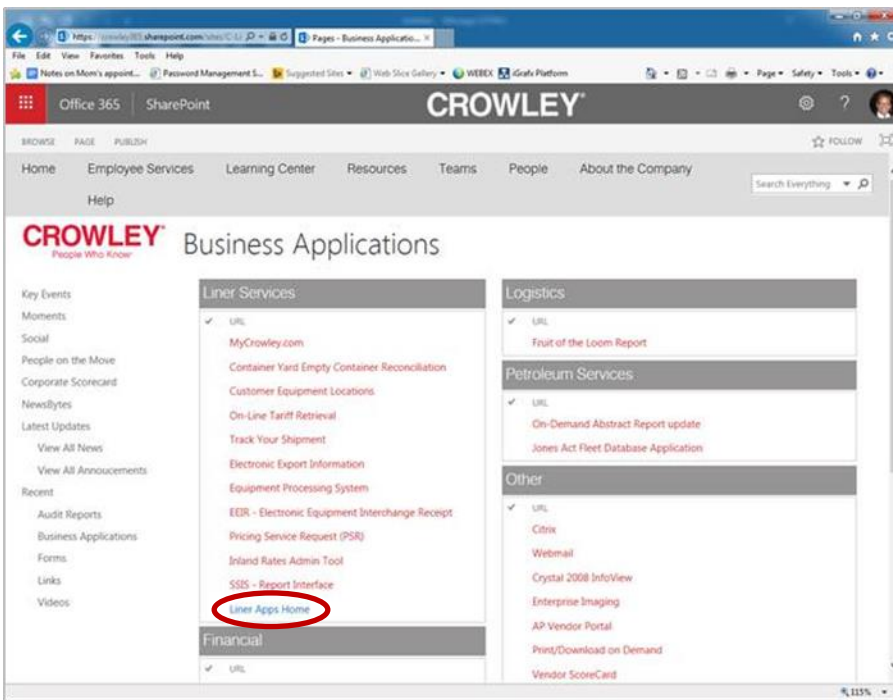 Pages - Business Applicatio...
File Edit View Favorites Tools Help
Notes on Mom's appoint... Password Management S... Suggested Sites Web Slice Gallery WEBEX iGrafx Platform Page Safety Tools
Office 365 SharePoint CROWLEY
BROWSE PAGE PUBLISH FOLLOW
Home Employee Services Learning Center Resources Teams People About the Company
Search Everything
Help
CROWLEY
People Who Know
Business Applications
Key Events
Moments
Social
People on the Move
Corporate Scorecard
NewsBytes
Latest Updates
View All News
View All Annoucements
Recent
Audit Reports
Business Applications
Forms
Links
Videos
Liner Services
URL
MyCrowley.com
Container Yard Empty Container Reconciliation
Customer Equipment Locations
On-Line Tariff Retrieval
Track Your Shipment
Electronic Export Information
Equipment Processing System
EEIR - Electronic Equipment Interchange Receipt
Pricing Service Request (PSR)
Inland Rates Admin Tool
SSIS - Report Interface
Liner Apps Home
Financial
URL
Logistics
URL
Fruit of the Loom Report
Petroleum Services
URL
On-Demand Abstract Report update
Jones Act Fleet Database Application
Other
URL
Citrix
Webmail
Crystal 2008 InfoView
Enterprise Imaging
AP Vendor Portal
Print/Download on Demand
Vendor ScoreCard
115%